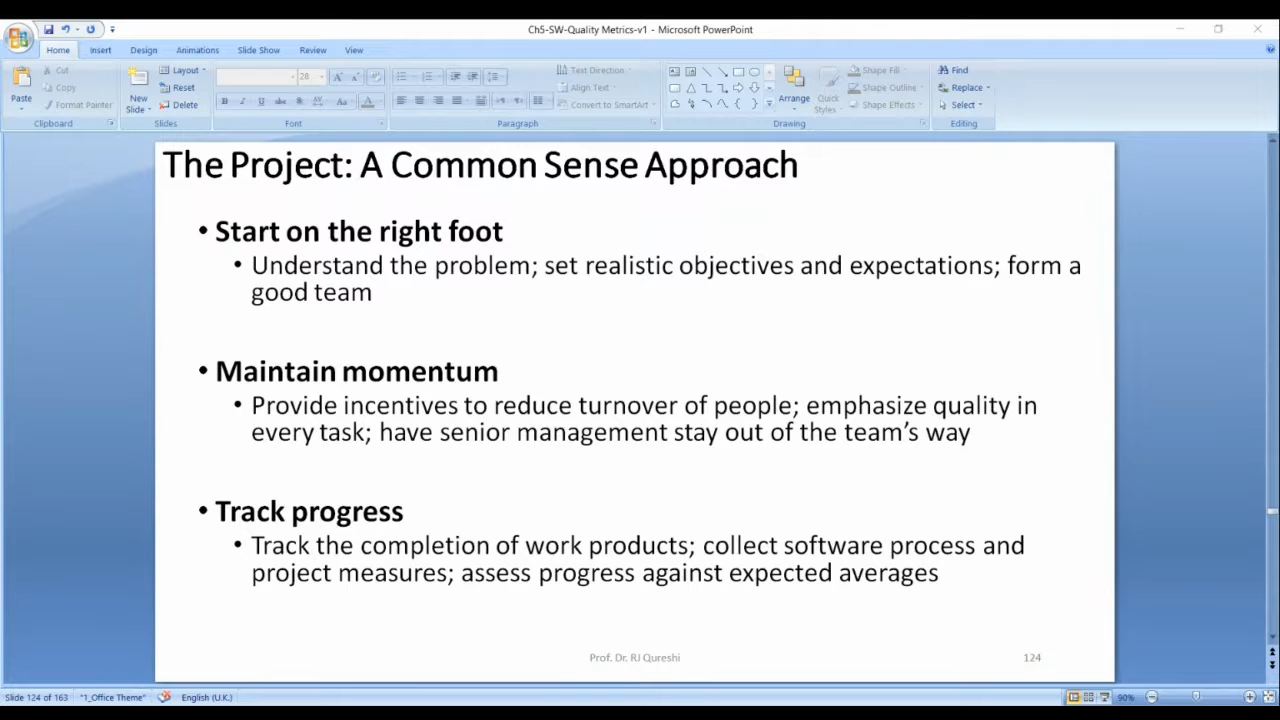 Ch5-SW-Quality Metrics-v1 - Microsoft PowerPoint
Home Insert Design Animations Slide Show Review View
Cut Layout 28 Text Direction Shape Fill Find
Copy Reset Align Text Shape Outline Replace
Paste Format Painter New Slide Delete Convert to SmartArt Arrange Quick Styles Shape Effects Select
Clipboard Slides Font Paragraph Drawing Editing
The Project: A Common Sense Approach
• Start on the right foot
• Understand the problem; set realistic objectives and expectations; form a
good team
• Maintain momentum
• Provide incentives to reduce turnover of people; emphasize quality in
every task; have senior management stay out of the team's way
• Track progress
• Track the completion of work products; collect software process and
project measures; assess progress against expected averages
Prof. Dr. RJ Qureshi 124
Slide 124 of 163 "1_Office Theme" English (U.K.) 90%